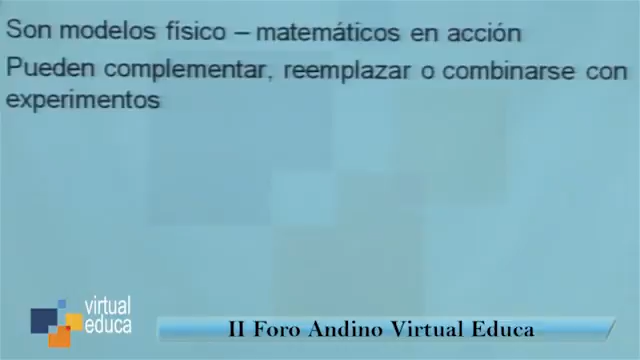 Son modelos físico – matemáticos en acción
Pueden complementar, reemplazar o combinarse con
experimentos
virtual
educa
II Foro Andino Virtual Educa